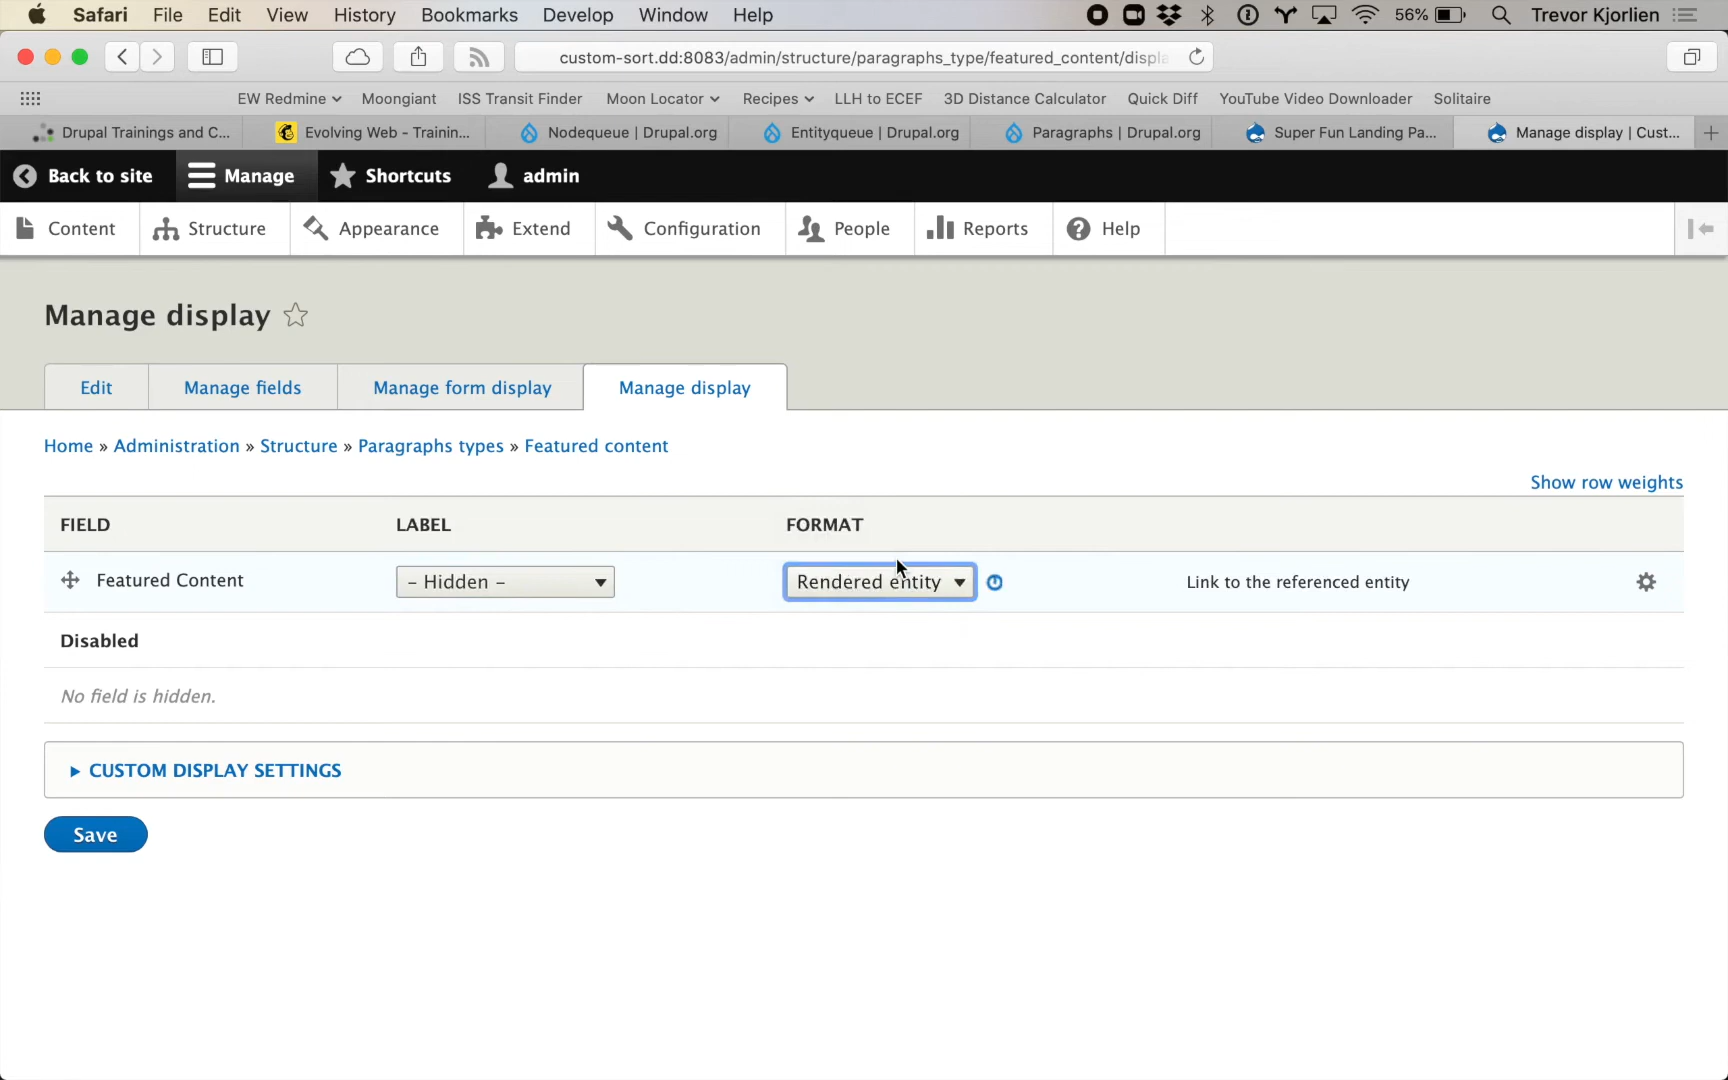 Safari File Edit View History Bookmarks Develop Window Help 56% Trevor Kjorlien
custom-sort.dd:8083/admin/structure/paragraphs_type/featured_content/displa
EW Redmine Moongiant ISS Transit Finder Moon Locator Recipes LLH to ECEF 3D Distance Calculator Quick Diff YouTube Video Downloader Solitaire
Drupal Trainings and C... Evolving Web - Trainin... Nodequeue | Drupal.org Entityqueue | Drupal.org Paragraphs | Drupal.org Super Fun Landing Pa... Manage display | Cust...
Back to site Manage Shortcuts admin
Content Structure Appearance Extend Configuration People Reports Help
Manage display
Edit Manage fields Manage form display Manage display
Home » Administration » Structure » Paragraphs types » Featured content
Show row weights
FIELD LABEL FORMAT
Featured Content - Hidden - Rendered entity Link to the referenced entity
Disabled
No field is hidden.
CUSTOM DISPLAY SETTINGS
Save